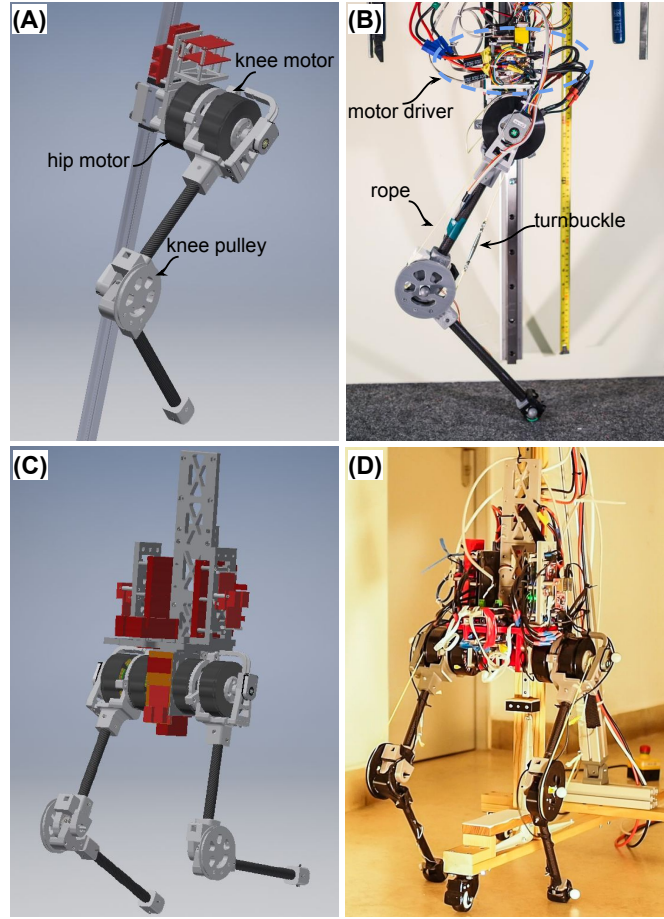 (A)
knee motor
hip motor
knee pulley
(B)
motor driver
rope
turnbuckle
(C)
(D)